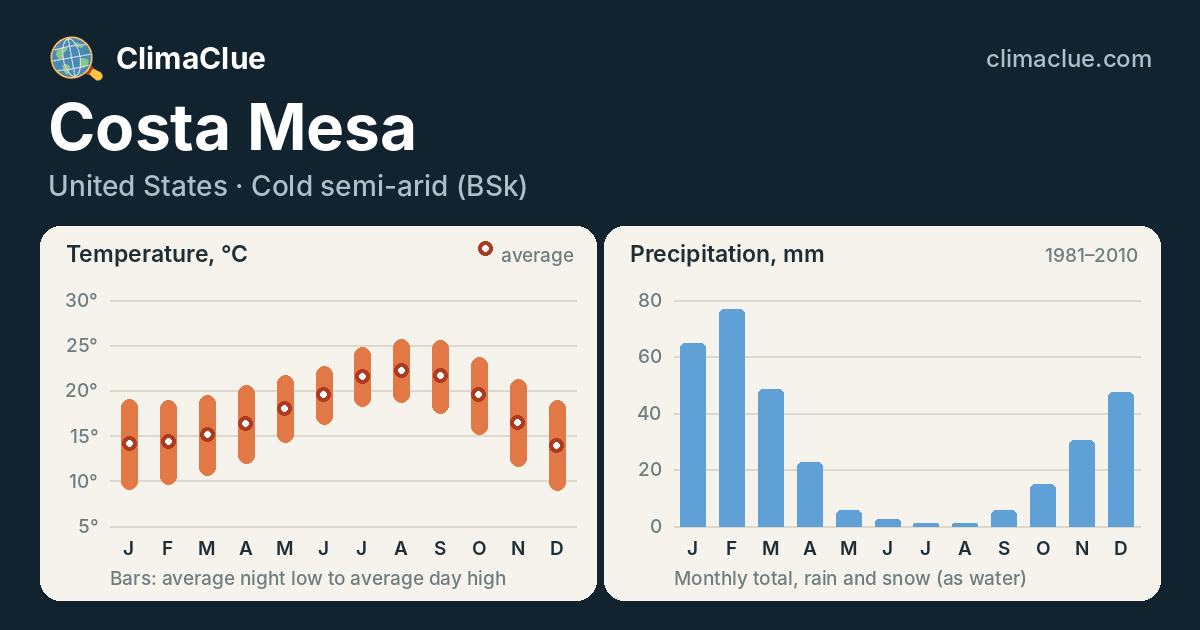 ClimaClue
climaclue.com
Costa Mesa
United States · Cold semi-arid (BSk)
Temperature, °C
average
30°
25°
20°
15°
10°
5°
J F M A M J J A S O N D
Bars: average night low to average day high
Precipitation, mm
1981–2010
80
60
40
20
0
J F M A M J J A S O N D
Monthly total, rain and snow (as water)